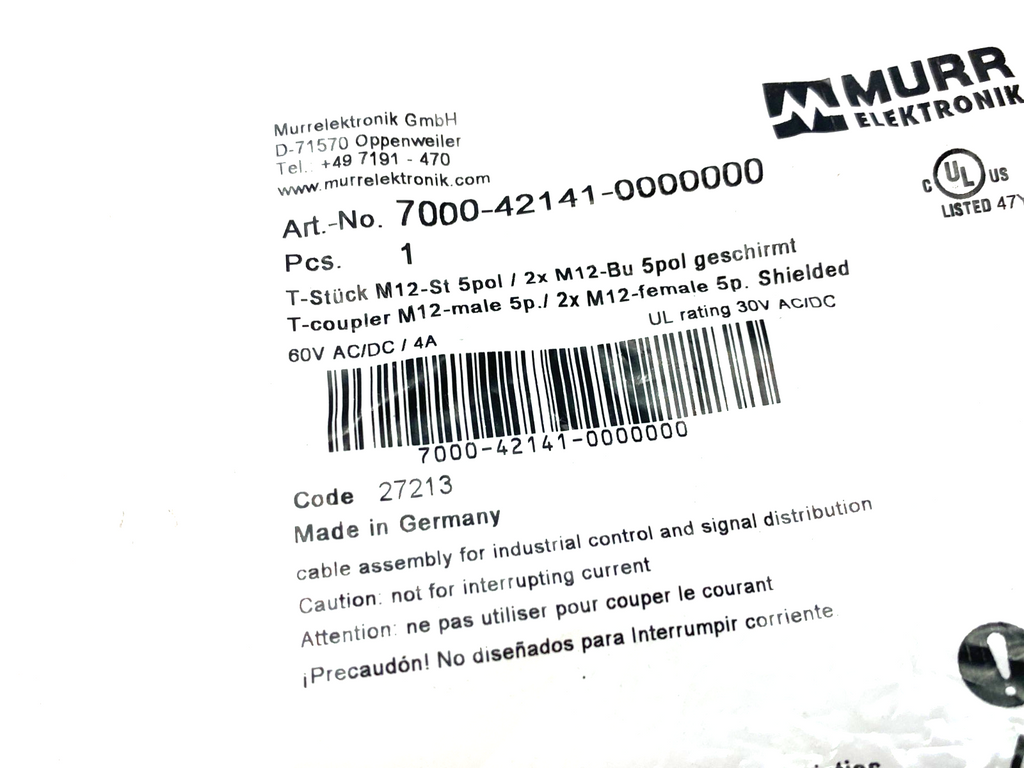 MURR
ELEKTRONIK
Murrelektronik GmbH
D-71570 Oppenweiler
Tel.: +49 7191 - 470
www.murrelektronik.com
Art.-No. 7000-42141-0000000
C UL US
LISTED 47
Pcs. 1
T-Stück M12-St 5pol / 2x M12-Bu 5pol geschirmt
T-coupler M12-male 5p./ 2x M12-female 5p. Shielded
60V AC/DC / 4A UL rating 30V AC/DC
7000-42141-0000000
Code 27213
Made in Germany
cable assembly for industrial control and signal distribution
Caution: not for interrupting current
Attention: ne pas utiliser pour couper le courant
¡Precaudón! No diseñados para Interrumpir corriente